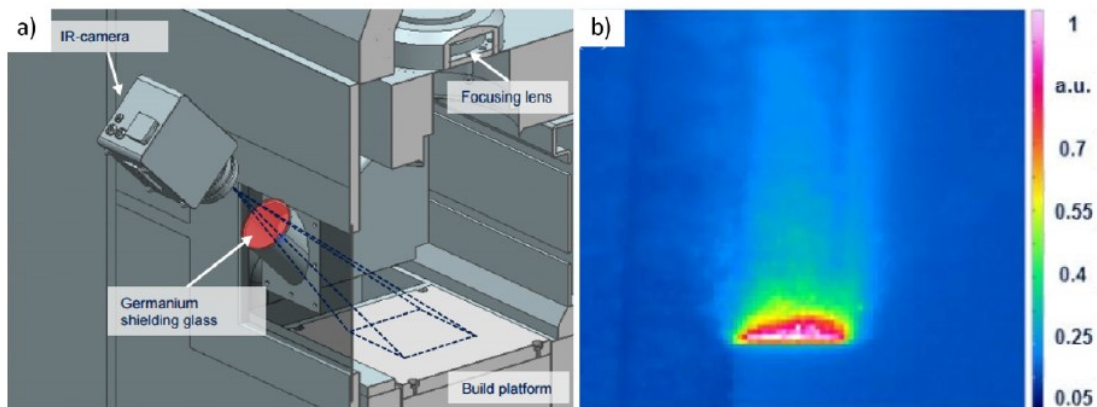 a)
IR-camera
Focusing lens
Germanium
shielding glass
Build platform
b)
1
a.u.
0.7
0.55
0.4
0.25
0.05